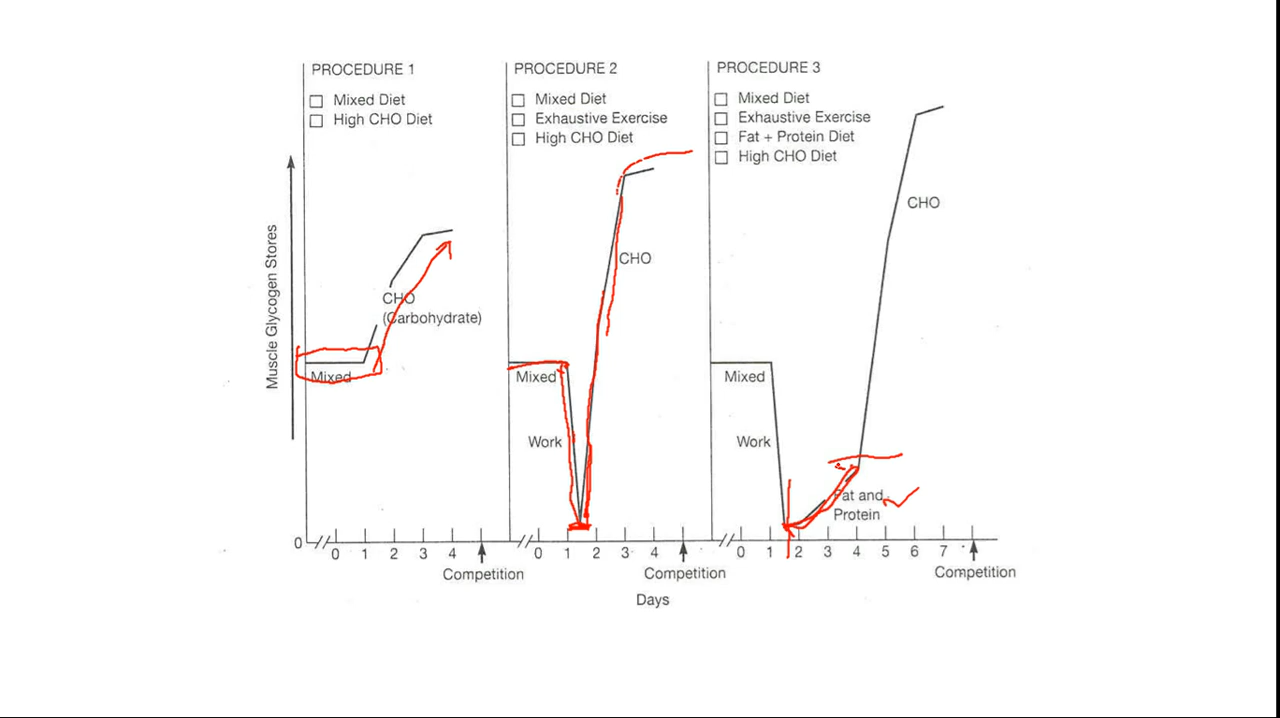 PROCEDURE 1
Mixed Diet
High CHO Diet
PROCEDURE 2
Mixed Diet
Exhaustive Exercise
High CHO Diet
PROCEDURE 3
Mixed Diet
Exhaustive Exercise
Fat + Protein Diet
High CHO Diet
Muscle Glycogen Stores
CHO
(Carbohydrate)
Mixed
CHO
Mixed
Work
CHO
Mixed
Work
Fat and
Protein
0
0 1 2 3 4
0 1 2 3 4
0 1 2 3 4 5 6 7
Competition
Competition
Competition
Days